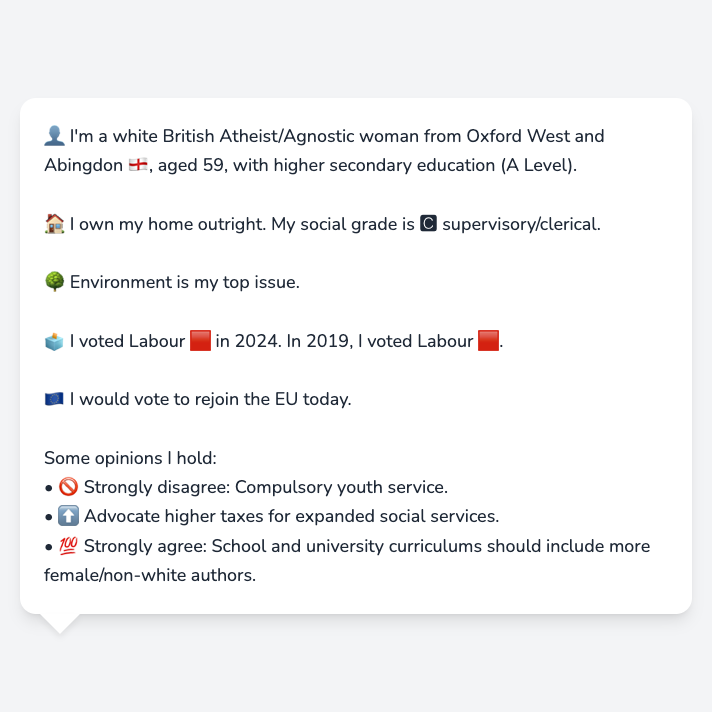 👤 I'm a white British Atheist/Agnostic woman from Oxford West and
Abingdon 🏴󠁧󠁢󠁥󠁮󠁧󠁿, aged 59, with higher secondary education (A Level).
🏠 I own my home outright. My social grade is 🅲 supervisory/clerical.
🌳 Environment is my top issue.
🗳️ I voted Labour 🟥 in 2024. In 2019, I voted Labour 🟥.
🇪🇺 I would vote to rejoin the EU today.
Some opinions I hold:
• 🚫 Strongly disagree: Compulsory youth service.
• ⬆️ Advocate higher taxes for expanded social services.
• 💯 Strongly agree: School and university curriculums should include more
female/non-white authors.